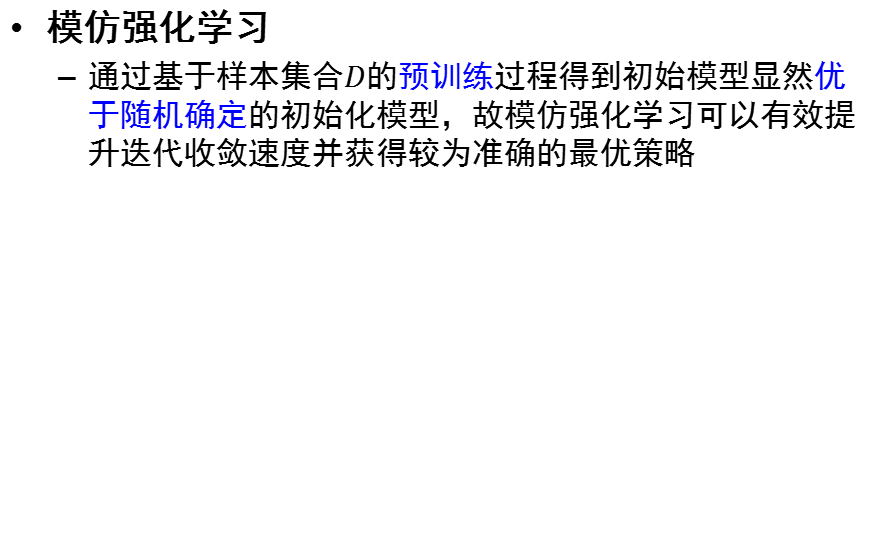 • 模仿强化学习
– 通过基于样本集合D的预训练过程得到初始模型显然优
于随机确定的初始化模型，故模仿强化学习可以有效提
升迭代收敛速度并获得较为准确的最优策略